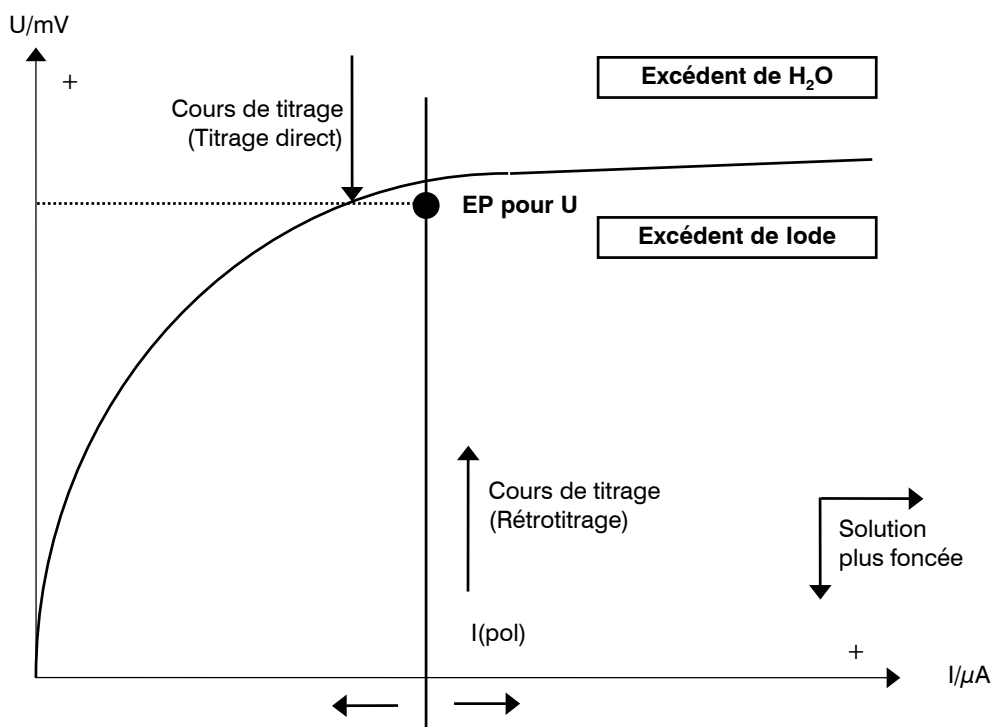 U/mV
+
Excédent de H₂O
Cours de titrage
(Titrage direct)
EP pour U
Excédent de Iode
Cours de titrage
(Rétrotitrage)
Solution
plus foncée
I(pol)
+
I/µA